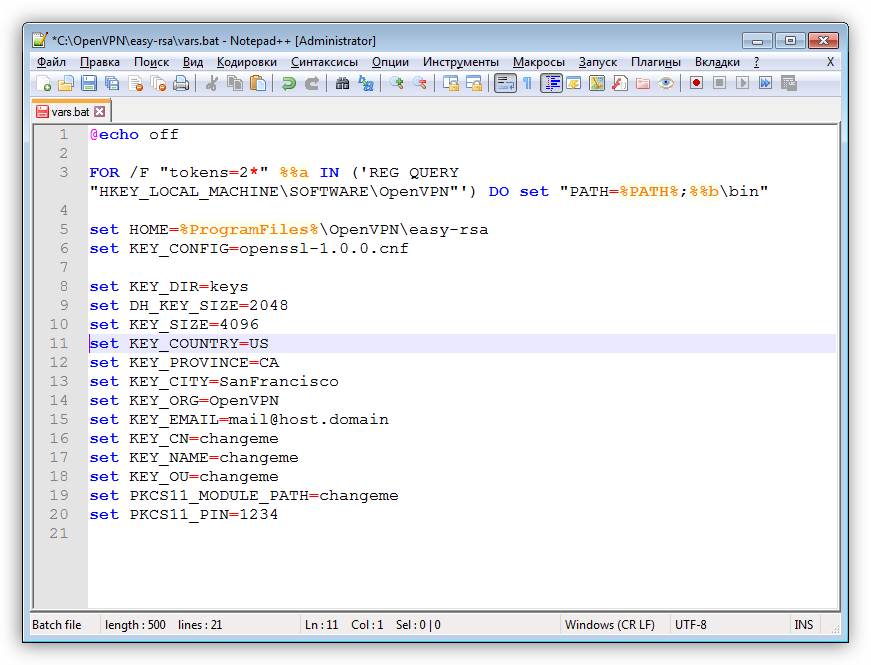 *C:\OpenVPN\easy-rsa\vars.bat - Notepad++ [Administrator]
Файл Правка Поиск Вид Кодировки Синтаксисы Опции Инструменты Макросы Запуск Плагины Вкладки ? X
vars.bat
1 @echo off
2
3 FOR /F "tokens=2*" %%a IN ('REG QUERY
"HKEY_LOCAL_MACHINE\SOFTWARE\OpenVPN"') DO set "PATH=%PATH%;%%b\bin"
4
5 set HOME=%ProgramFiles%\OpenVPN\easy-rsa
6 set KEY_CONFIG=openssl-1.0.0.cnf
7
8 set KEY_DIR=keys
9 set DH_KEY_SIZE=2048
10 set KEY_SIZE=4096
11 set KEY_COUNTRY=US
12 set KEY_PROVINCE=CA
13 set KEY_CITY=SanFrancisco
14 set KEY_ORG=OpenVPN
15 set KEY_EMAIL=mail@host.domain
16 set KEY_CN=changeme
17 set KEY_NAME=changeme
18 set KEY_OU=changeme
19 set PKCS11_MODULE_PATH=changeme
20 set PKCS11_PIN=1234
21
Batch file length : 500 lines : 21 Ln : 11 Col : 1 Sel : 0 | 0 Windows (CR LF) UTF-8 INS